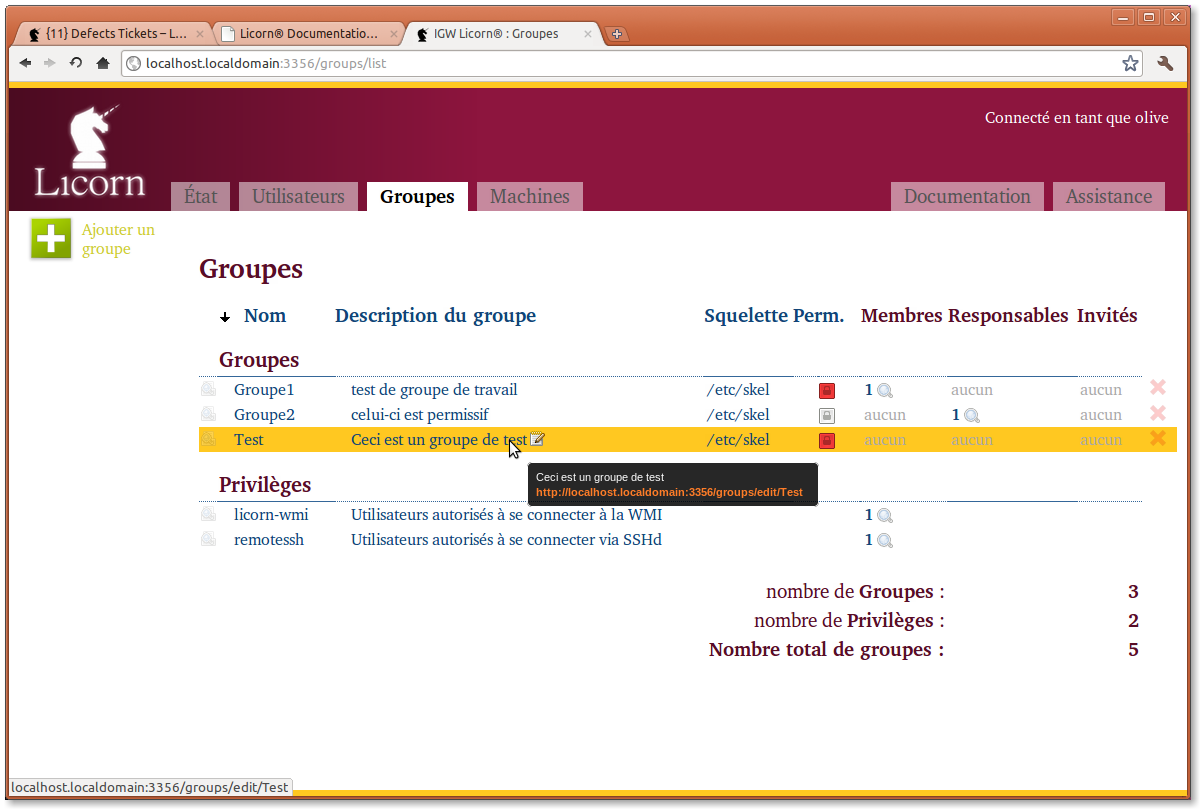 {11} Defects Tickets – L... Licorn® Documentatio... IGW Licorn® : Groupes
localhost.localdomain:3356/groups/list
Connecté en tant que olive
Licorn
État Utilisateurs Groupes Machines Documentation Assistance
Ajouter un
groupe
Groupes
Nom Description du groupe Squelette Perm. Membres Responsables Invités
Groupes
Groupe1 test de groupe de travail /etc/skel 1 aucun aucun
Groupe2 celui-ci est permissif /etc/skel aucun 1 aucun
Test Ceci est un groupe de test /etc/skel aucun aucun aucun
Ceci est un groupe de test
http://localhost.localdomain:3356/groups/edit/Test
Privilèges
licorn-wmi Utilisateurs autorisés à se connecter à la WMI 1
remotessh Utilisateurs autorisés à se connecter via SSHd 1
nombre de Groupes : 3
nombre de Privilèges : 2
Nombre total de groupes : 5
localhost.localdomain:3356/groups/edit/Test